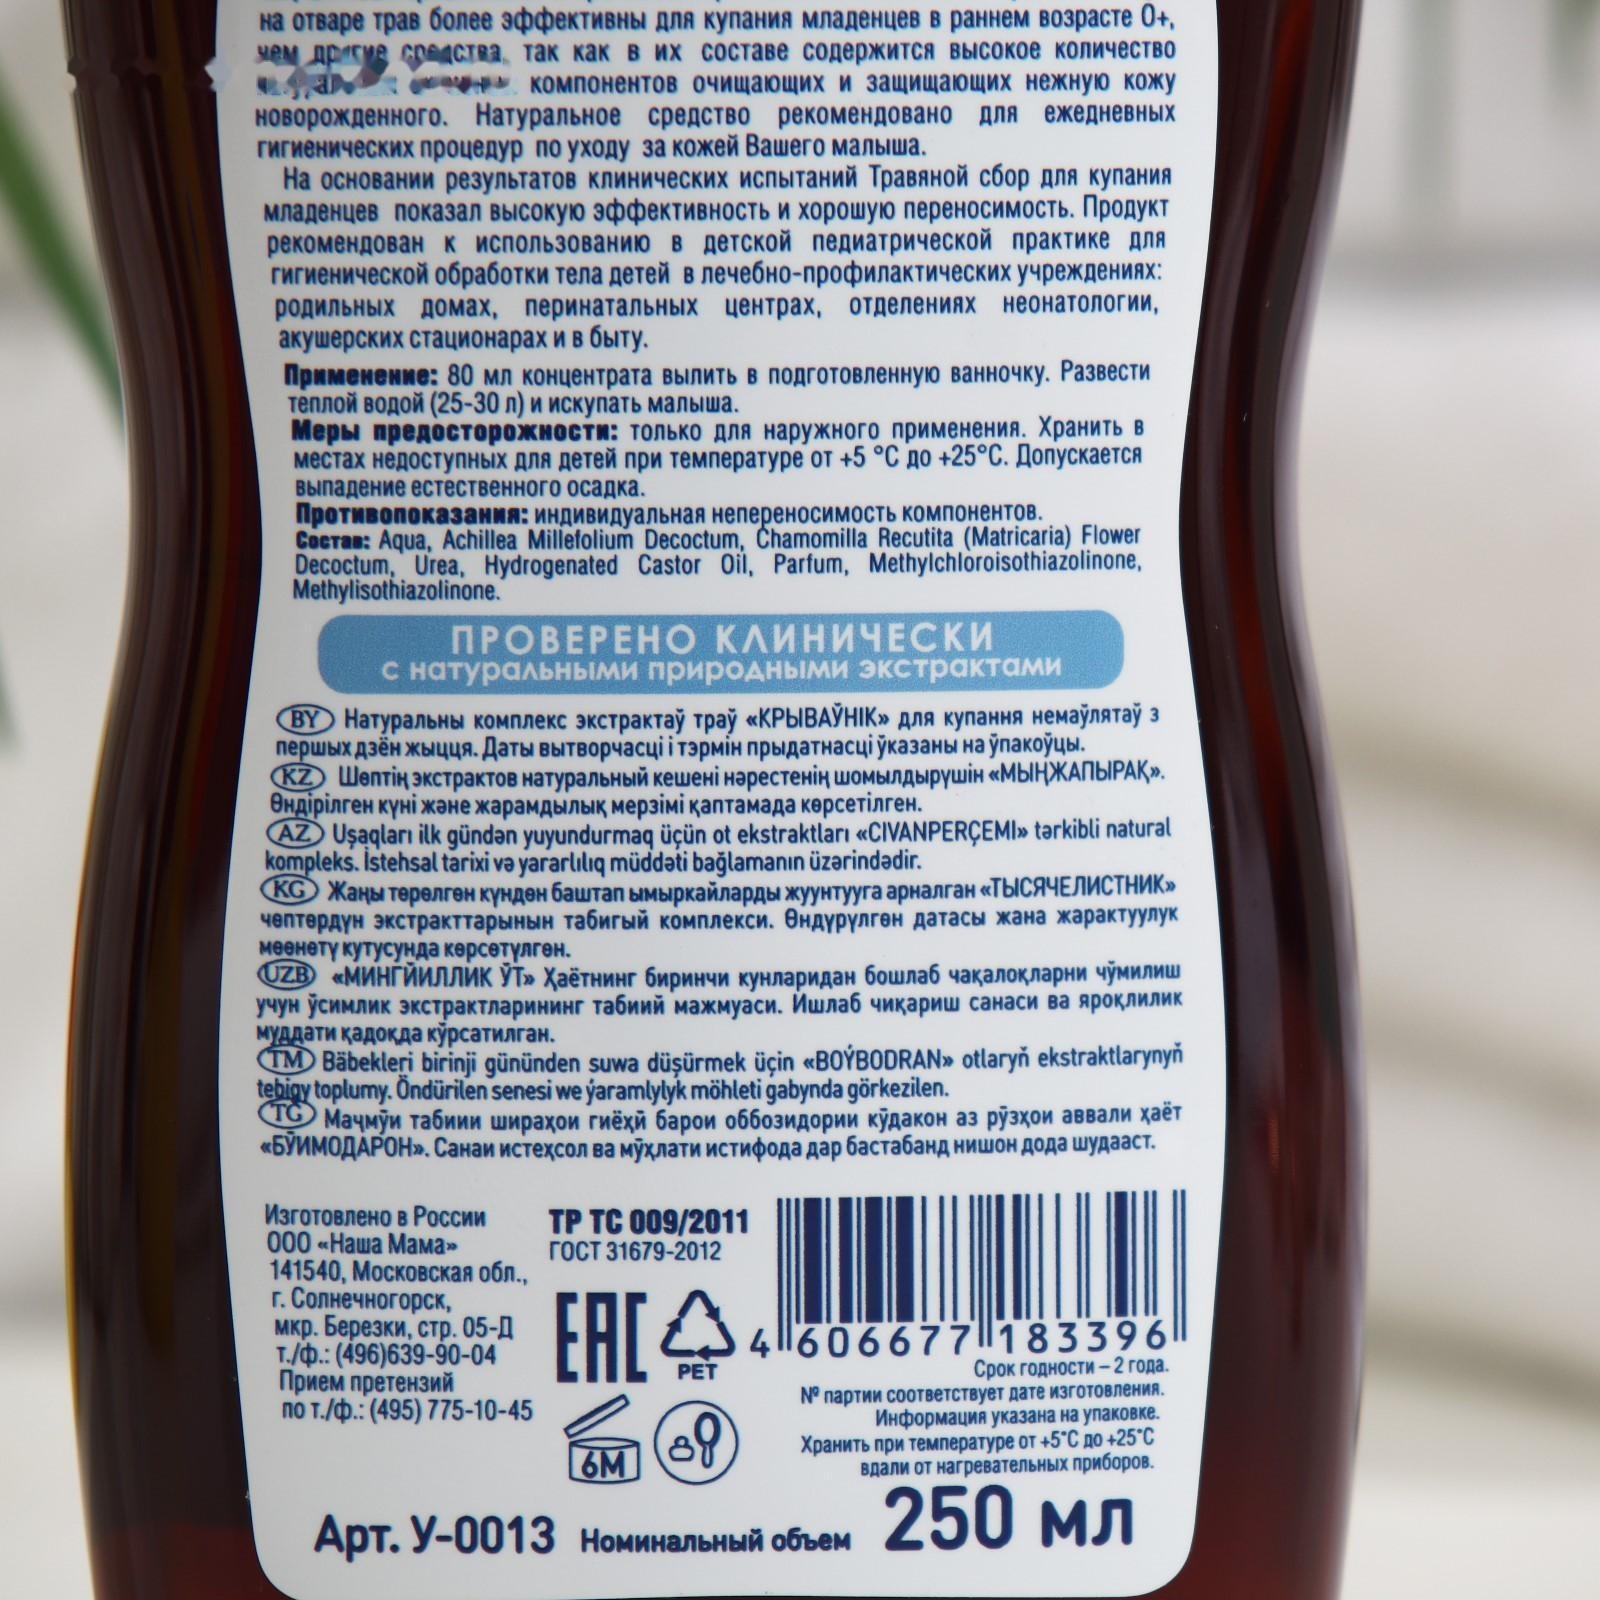 на отваре трав более эффективны для купания младенцев в раннем возрасте 0+,
чем другие средства, так как в их составе содержится высокое количество
компонентов очищающих и защищающих нежную кожу
новорожденного. Натуральное средство рекомендовано для ежедневных
гигиенических процедур по уходу за кожей Вашего малыша.
На основании результатов клинических испытаний Травяной сбор для купания
младенцев показал высокую эффективность и хорошую переносимость. Продукт
рекомендован к использованию в детской педиатрической практике для
гигиенической обработки тела детей в лечебно-профилактических учреждениях:
родильных домах, перинатальных центрах, отделениях неонатологии,
акушерских стационарах и в быту.
Применение: 80 мл концентрата вылить в подготовленную ванночку. Развести
теплой водой (25-30 л) и искупать малыша.
Меры предосторожности: только для наружного применения. Хранить в
местах недоступных для детей при температуре от +5 °С до +25°С. Допускается
выпадение естественного осадка.
Противопоказания: индивидуальная непереносимость компонентов.
Состав: Aqua, Achillea Millefolium Decoctum, Chamomilla Recutita (Matricaria) Flower
Decoctum, Urea, Hydrogenated Castor Oil, Parfum, Methylchloroisothiazolinone,
Methylisothiazolinone.
ПРОВЕРЕНО КЛИНИЧЕСКИ
с натуральными природными экстрактами
BY Натуральны комплекс экстрактаў траў «КРЫВАЎНІК» для купання немаўлятаў з
першых дзён жыцця. Даты вытворчасці і тэрмін прыдатнасці ўказаны на ўпакоўцы.
KZ Шөптің экстрактов натуральный кешені нәрестенің шомылдырүшін «МЫҢЖАПЫРАҚ».
Өндірілген күні және жарамдылық мерзімі қаптамада көрсетілген.
AZ Uşaqları ilk gündən yuyundurmaq üçün ot ekstraktları «CIVANPERÇEMI» tərkibli natural
kompleks. İstehsal tarixi və yararlılıq müddəti bağlamanın üzərindədir.
KG Жаңы төрөлгөн күндөн баштап ымыркайларды жуунтууга арналган «ТЫСЯЧЕЛИСТНИК»
чөптөрдүн экстракттарынын табигый комплекси. Өндүрүлгөн датасы жана жарактуулук
мөөнөтү кутусунда көрсөтүлгөн.
UZB «МИНГЙИЛЛИК ЎТ» Ҳаётнинг биринчи кунларидан бошлаб чақалоқларни чўмилиш
учун ўсимлик экстрактларининг табиий мажмуаси. Ишлаб чиқариш санаси ва яроқлилик
муддати қадоқда кўрсатилган.
TM Bäbekleri birinji gününden suwa düşürmek üçin «BOÝBODRAN» otlaryň ekstraktlarynyň
tebigy toplumy. Öndürilen senesi we ýaramlylyk möhleti gabynda görkezilen.
TG Маҷмӯи табиии шираҳои гиёҳӣ барои оббозидории кӯдакон аз рӯзҳои аввали ҳаёт
«БӮИМОДАРОН». Санаи истеҳсол ва мӯҳлати истифода дар бастабанд нишон дода шудааст.
Изготовлено в России
ООО «Наша Мама»
141540, Московская обл.,
г. Солнечногорск,
мкр. Березки, стр. 05-Д
т./ф.: (496)639-90-04
Прием претензий
по т./ф.: (495) 775-10-45
ТР ТС 009/2011
ГОСТ 31679-2012
EAC
PET
6M
4 606677 183396
Срок годности – 2 года.
№ партии соответствует дате изготовления.
Информация указана на упаковке.
Хранить при температуре от +5°С до +25°С
вдали от нагревательных приборов.
Арт. У-0013 Номинальный объем 250 мл